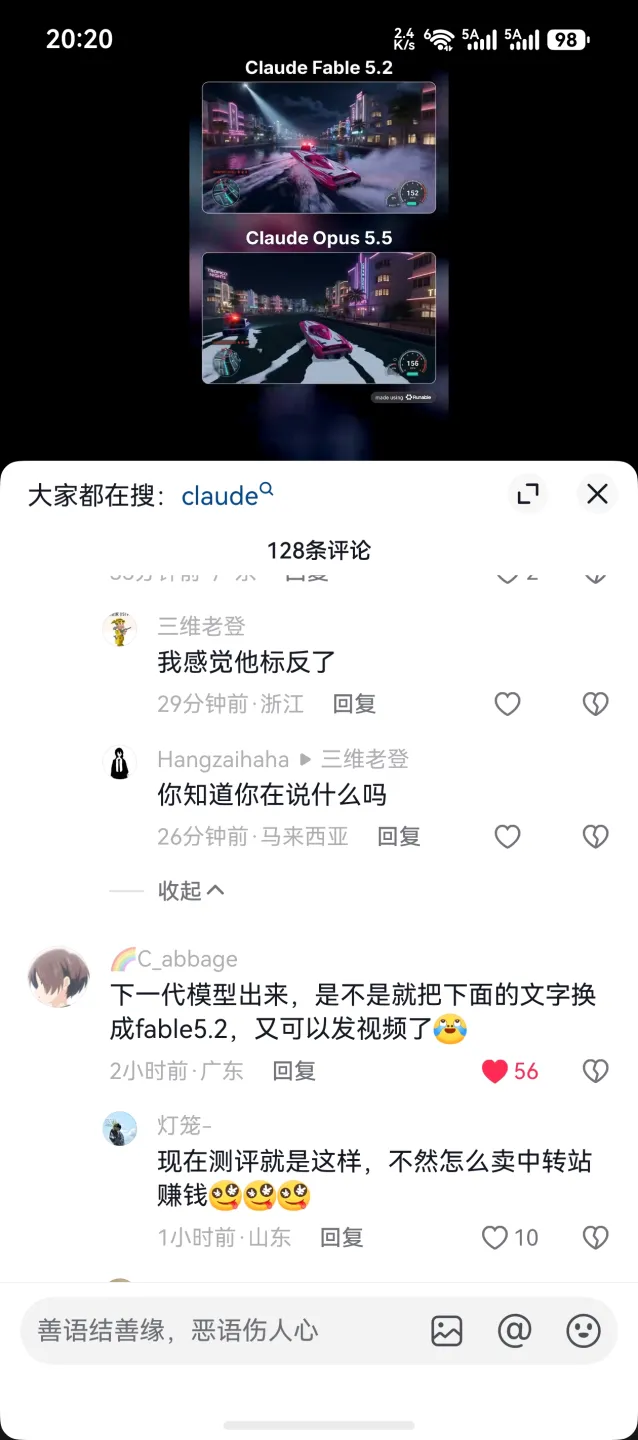 20:20
2.4 K/s 6 5A 5A 98
Claude Fable 5.2
152
Claude Opus 5.5
156
made using Runable
大家都在搜：claude
128条评论
三维老登
我感觉他标反了
29分钟前·浙江 回复
Hangzaihaha ▶ 三维老登
你知道你在说什么吗
26分钟前·马来西亚 回复
收起
🌈C_abbage
下一代模型出来，是不是就把下面的文字换
成fable5.2，又可以发视频了😹
2小时前·广东 回复 56
灯笼-
现在测评就是这样，不然怎么卖中转站
赚钱
1小时前·山东 回复 10
善语结善缘，恶语伤人心